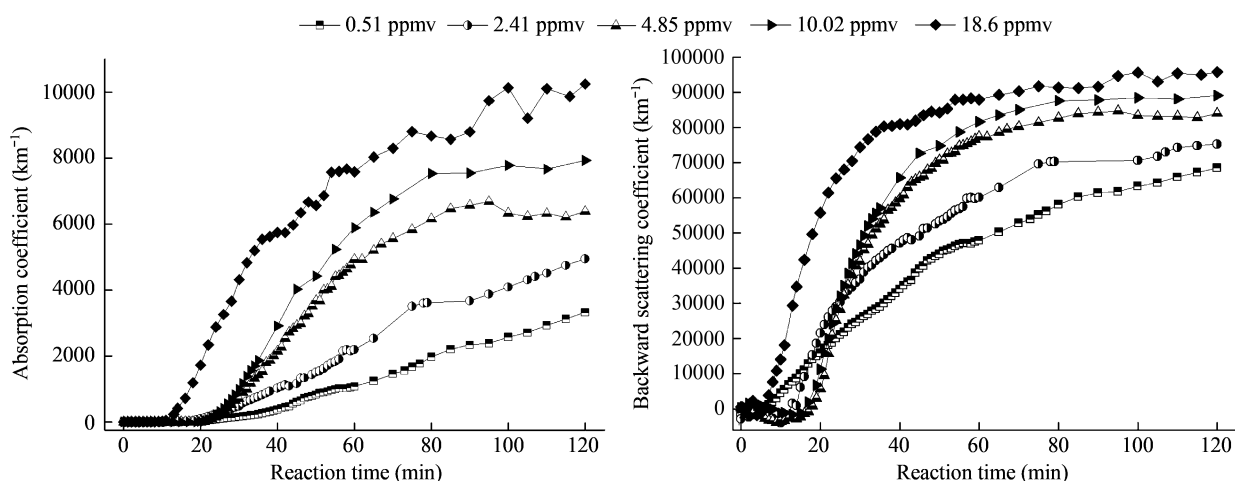 0.51 ppmv 2.41 ppmv 4.85 ppmv 10.02 ppmv 18.6 ppmv
Absorption coefficient (km⁻¹)
10000
8000
6000
4000
2000
0
0 20 40 60 80 100 120
Reaction time (min)
Backward scattering coefficient (km⁻¹)
100000
90000
80000
70000
60000
50000
40000
30000
20000
10000
0
0 20 40 60 80 100 120
Reaction time (min)